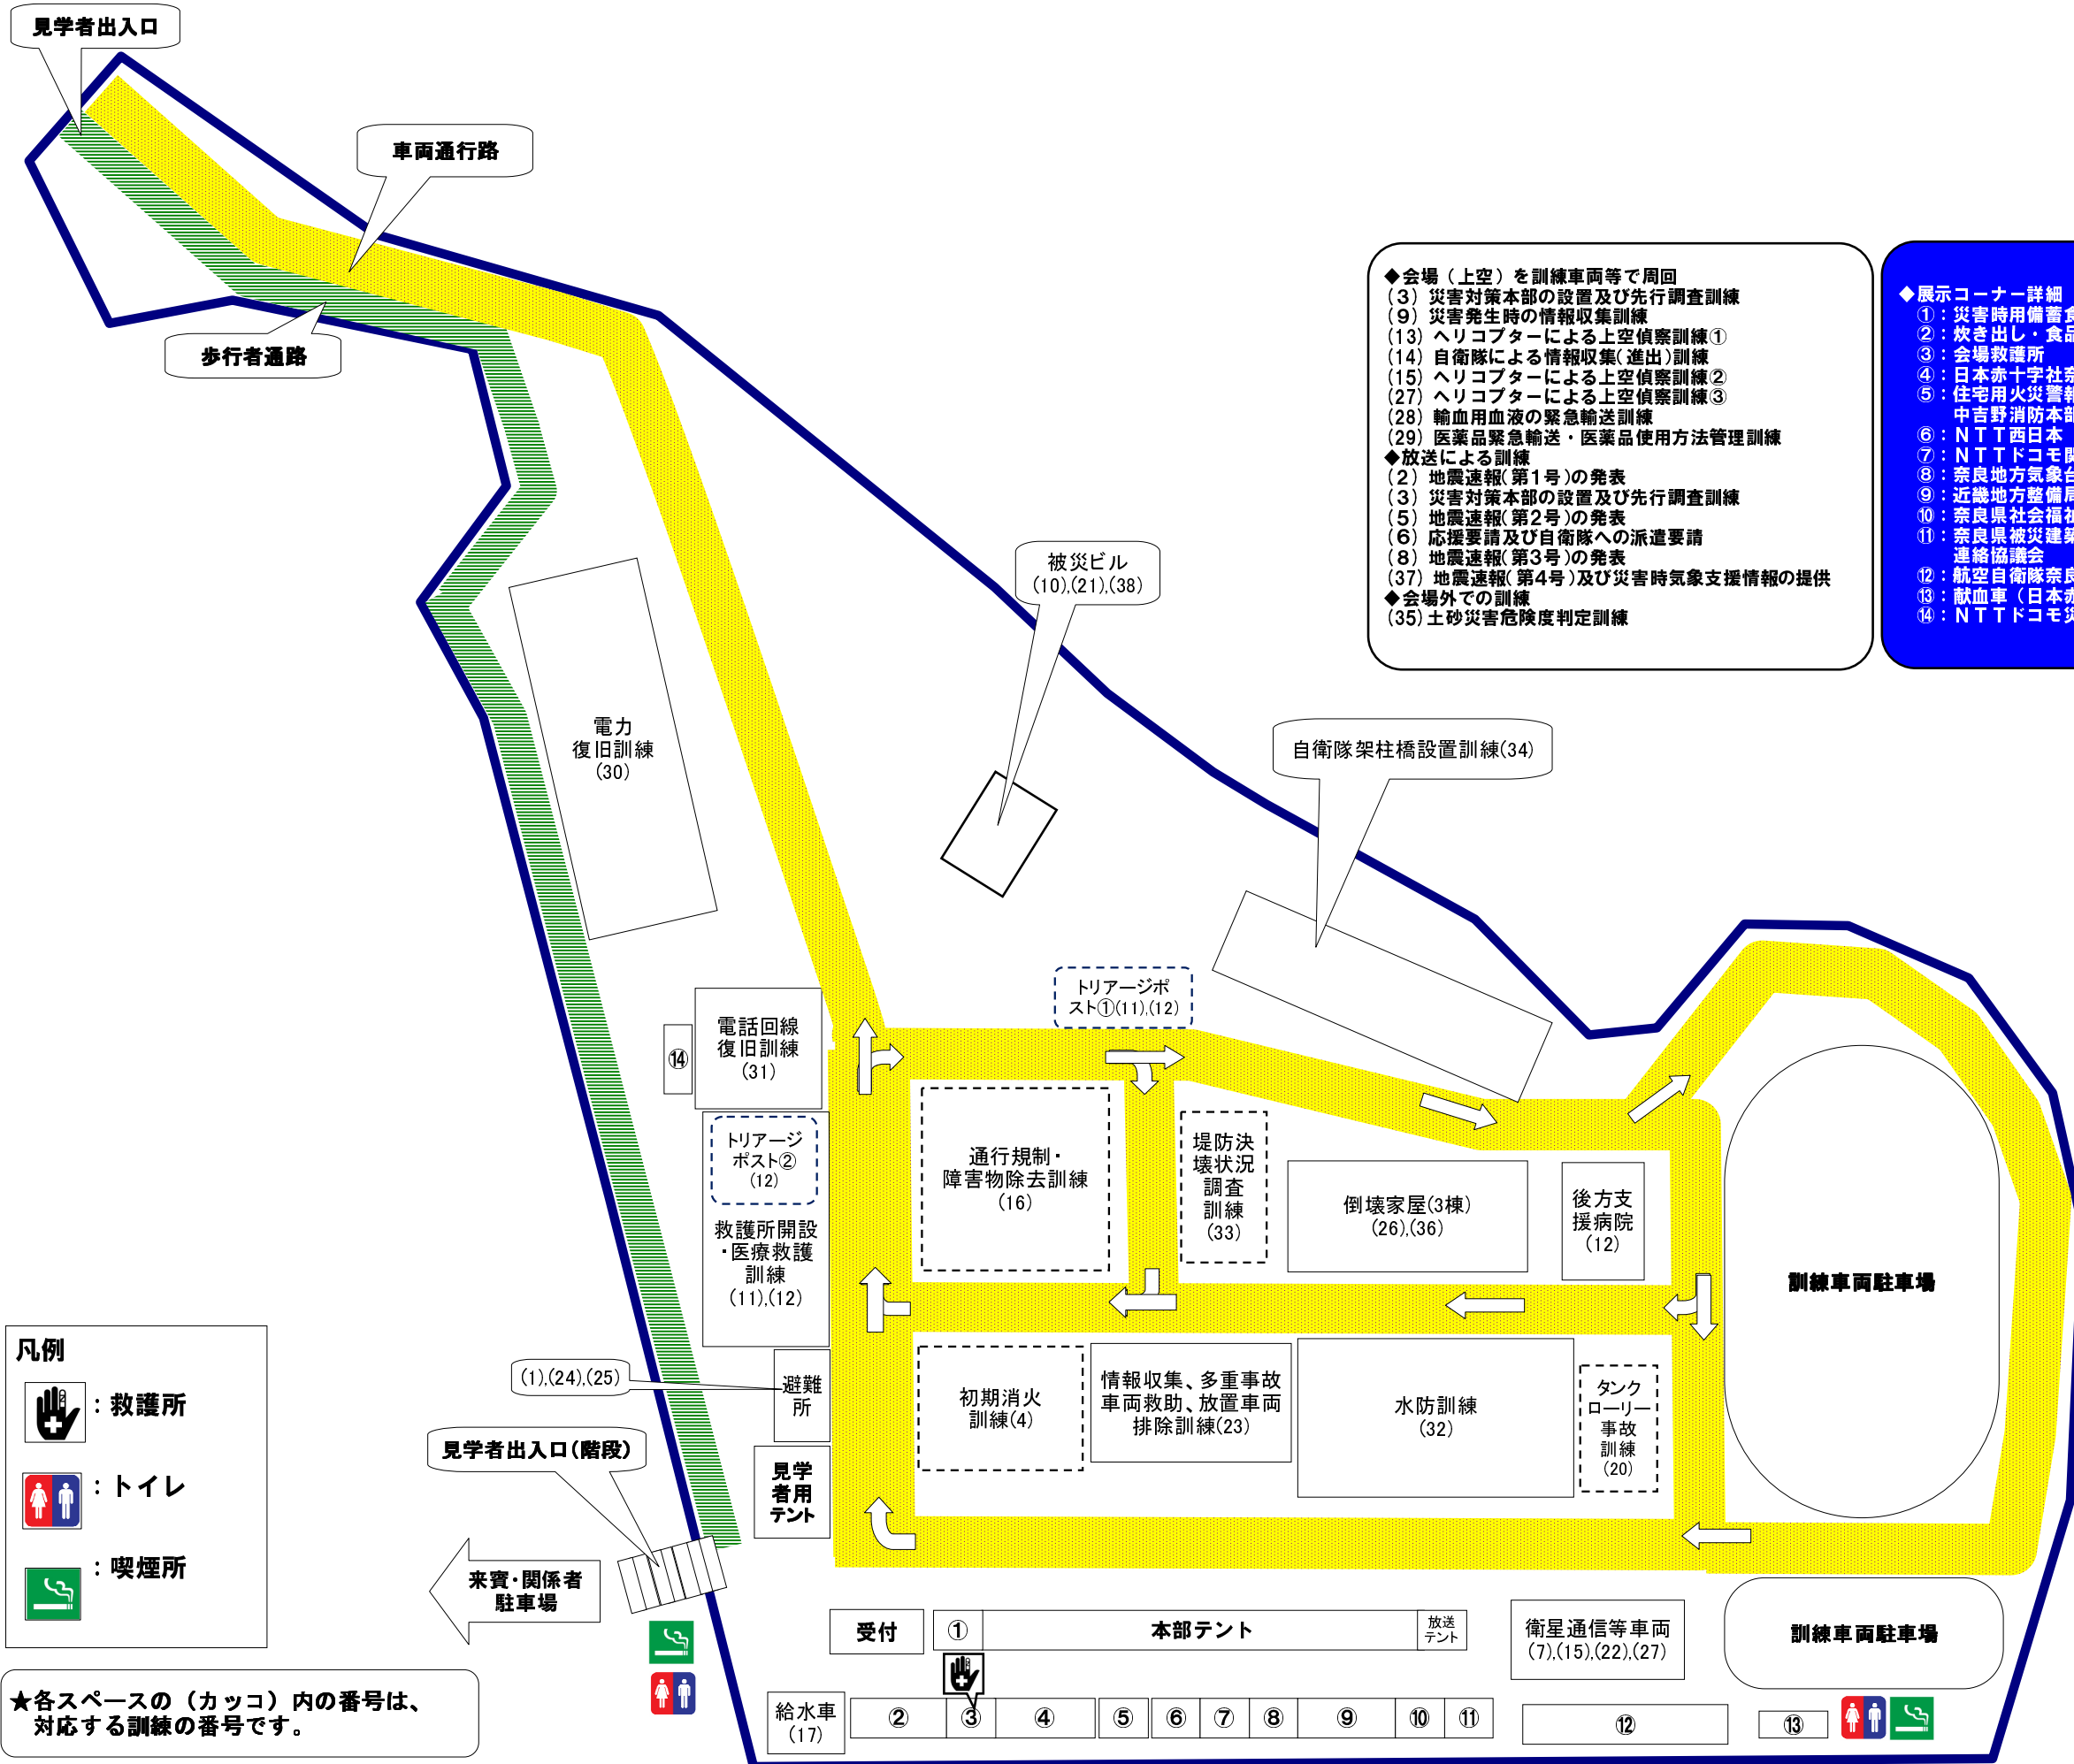 見学者出入口
車両通行路
歩行者通路
◆会場（上空）を訓練車両等で周回
(3) 災害対策本部の設置及び先行調査訓練
(9) 災害発生時の情報収集訓練
(13) ヘリコプターによる上空偵察訓練①
(14) 自衛隊による情報収集(進出)訓練
(15) ヘリコプターによる上空偵察訓練②
(27) ヘリコプターによる上空偵察訓練③
(28) 輸血用血液の緊急輸送訓練
(29) 医薬品緊急輸送・医薬品使用方法管理訓練
◆放送による訓練
(2) 地震速報(第1号)の発表
(3) 災害対策本部の設置及び先行調査訓練
(5) 地震速報(第2号)の発表
(6) 応援要請及び自衛隊への派遣要請
(8) 地震速報(第3号)の発表
(37) 地震速報(第4号)及び災害時気象支援情報の提供
◆会場外での訓練
(35)土砂災害危険度判定訓練
◆展示コーナー詳細
①：災害時用備蓄食
②：炊き出し・食品
③：会場救護所
④：日本赤十字社奈
⑤：住宅用火災警報
中吉野消防本部
⑥：ＮＴＴ西日本
⑦：ＮＴＴドコモ関
⑧：奈良地方気象台
⑨：近畿地方整備局
⑩：奈良県社会福祉
⑪：奈良県被災建築
連絡協議会
⑫：航空自衛隊奈良
⑬：献血車（日本赤
⑭：ＮＴＴドコモ災
被災ビル
(10),(21),(38)
自衛隊架柱橋設置訓練(34)
電力
復旧訓練
(30)
トリアージポ
スト①(11),(12)
⑭
電話回線
復旧訓練
(31)
トリアージ
ポスト②
(12)
救護所開設
・医療救護
訓練
(11),(12)
通行規制・
障害物除去訓練
(16)
堤防決
壊状況
調査
訓練
(33)
倒壊家屋(3棟)
(26),(36)
後方支
援病院
(12)
訓練車両駐車場
(1),(24),(25)
避難
所
初期消火
訓練(4)
情報収集、多重事故
車両救助、放置車両
排除訓練(23)
水防訓練
(32)
タンク
ローリー
事故
訓練
(20)
見学者出入口(階段)
見学
者用
テント
来賓・関係者
駐車場
凡例
：救護所
：トイレ
：喫煙所
★各スペースの（カッコ）内の番号は、
対応する訓練の番号です。
受付
①
本部テント
放送
テント
衛星通信等車両
(7),(15),(22),(27)
訓練車両駐車場
給水車
(17)
②
③
④
⑤
⑥
⑦
⑧
⑨
⑩
⑪
⑫
⑬